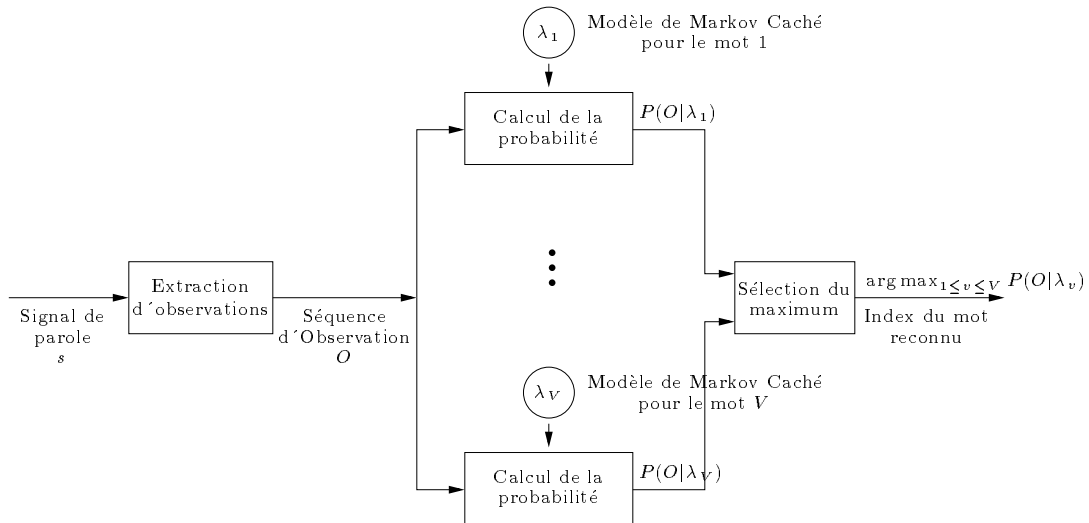 λ1
Modèle de Markov Caché
pour le mot 1
Calcul de la
probabilité
P(O|λ1)
Signal de
parole
s
Extraction
d´observations
Séquence
d´Observation
O
Sélection du
maximum
arg max1≤v≤V P(O|λv)
Index du mot
reconnu
λV
Modèle de Markov Caché
pour le mot V
Calcul de la
probabilité
P(O|λV)